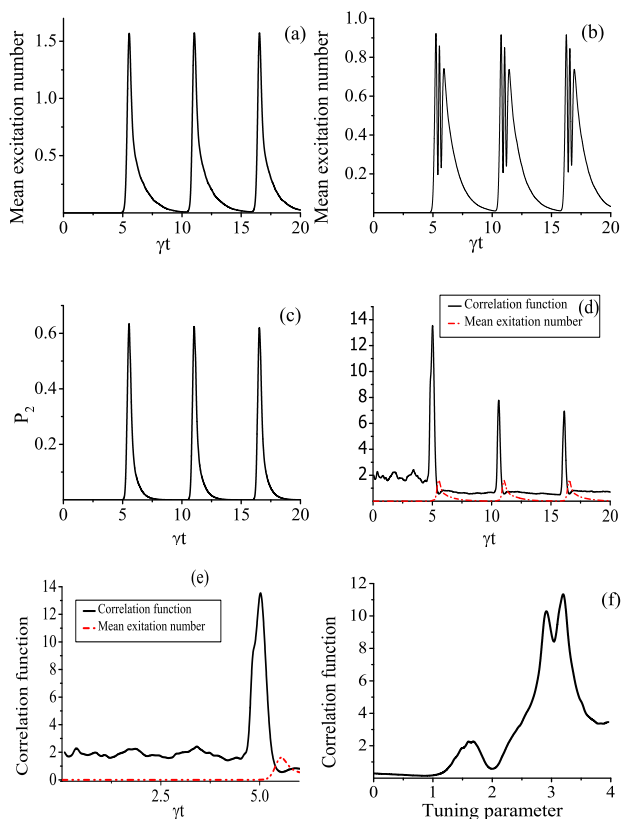 (a)
Mean excitation number
1.5
1.0
0.5
0 5 10 15 20
γt
(b)
Mean excitation number
1.0
0.8
0.6
0.4
0.2
0 5 10 15 20
γt
(c)
P2
0.6
0.4
0.2
0 5 10 15 20
γt
(d)
Correlation function
Mean exitation number
14
12
10
8
6
4
2
0 5 10 15 20
γt
(e)
Correlation function
Mean exitation number
Correlation function
14
12
10
8
6
4
2
0
2.5 5.0
γt
(f)
Correlation function
12
10
8
6
4
2
0
0 1 2 3 4
Tuning parameter